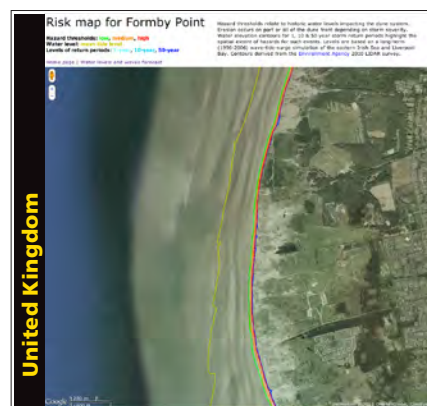 Risk map for Formby Point
Hazard thresholds: low, medium, high
Water level: mean tide level
Levels of return periods: 1-year, 10-year, 50-year
Home page | Water levels and waves forecast
Hazard thresholds relate to historic water levels impacting the dune system.
Erosion occurs on part or all of the dune front depending on storm severity.
Water elevation contours for 1, 10 & 50 year storm return periods highlight the
spatial extent of hazards for such events. Levels are based on a long-term
(1996-2008) wave-tide-surge simulation of the eastern Irish Sea and Liverpool
Bay. Contours derived from the Environment Agency 2010 LIDAR survey.
United Kingdom
Google